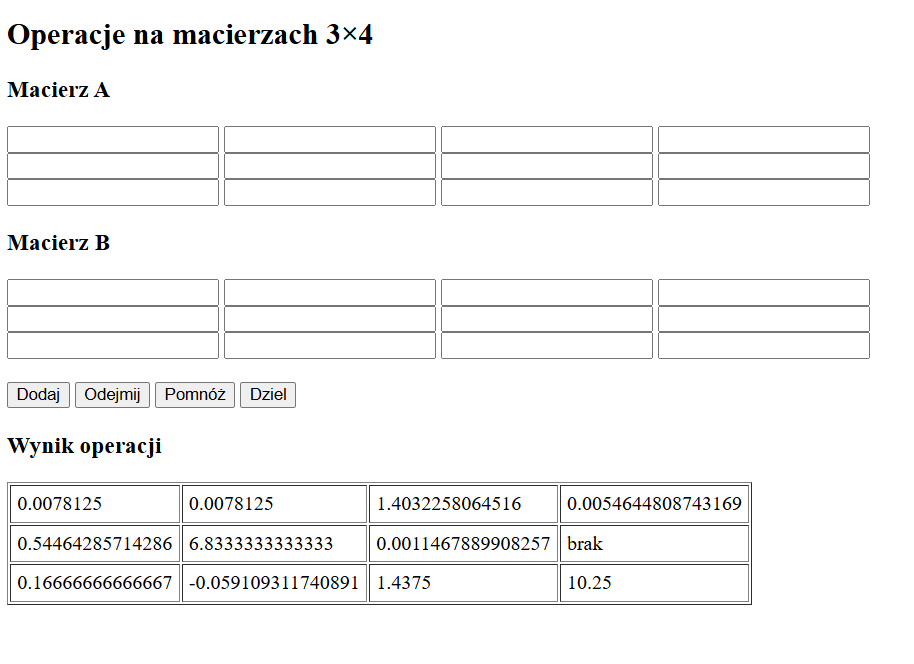 Operacje na macierzach 3×4
Macierz A
Macierz B
Dodaj Odejmij Pomnóż Dziel
Wynik operacji
0.0078125 0.0078125 1.4032258064516 0.0054644808743169
0.54464285714286 6.8333333333333 0.0011467889908257 brak
0.16666666666667 -0.059109311740891 1.4375 10.25